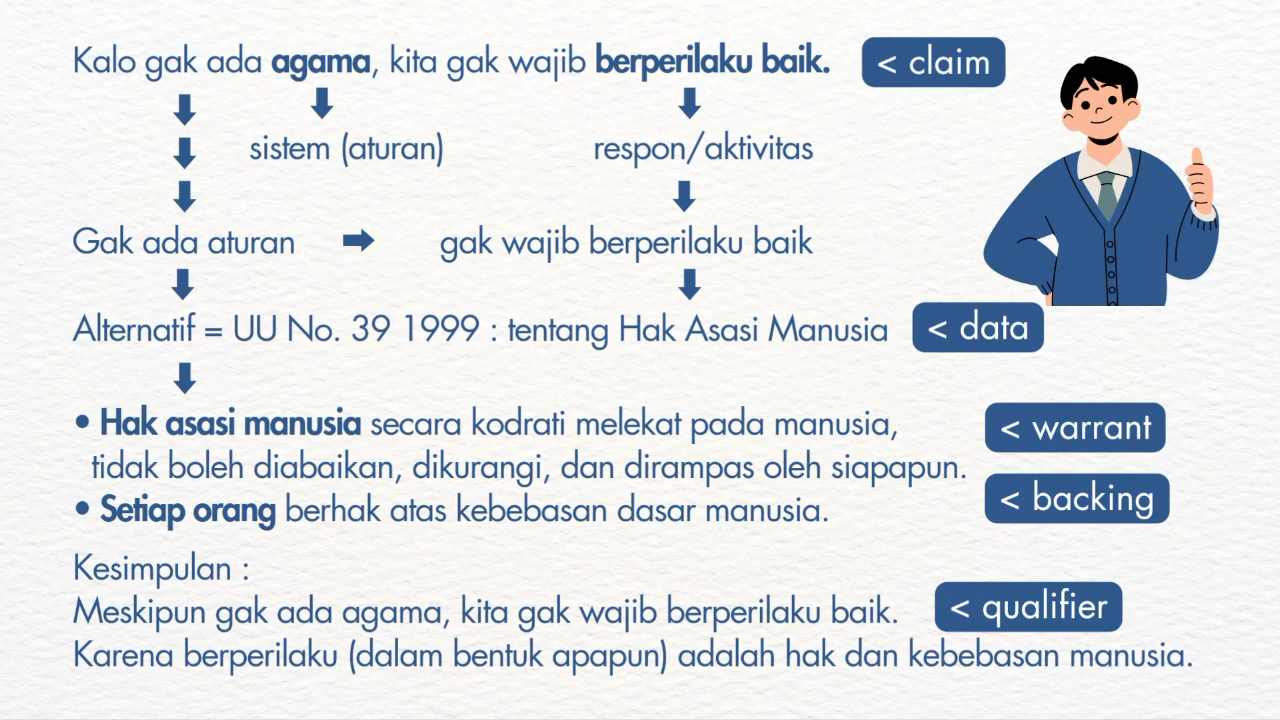 Kalo gak ada agama, kita gak wajib berperilaku baik. < claim
sistem (aturan) respon/aktivitas
Gak ada aturan gak wajib berperilaku baik
Alternatif = UU No. 39 1999 : tentang Hak Asasi Manusia < data
• Hak asasi manusia secara kodrati melekat pada manusia, < warrant
tidak boleh diabaikan, dikurangi, dan dirampas oleh siapapun.
• Setiap orang berhak atas kebebasan dasar manusia. < backing
Kesimpulan :
Meskipun gak ada agama, kita gak wajib berperilaku baik. < qualifier
Karena berperilaku (dalam bentuk apapun) adalah hak dan kebebasan manusia.